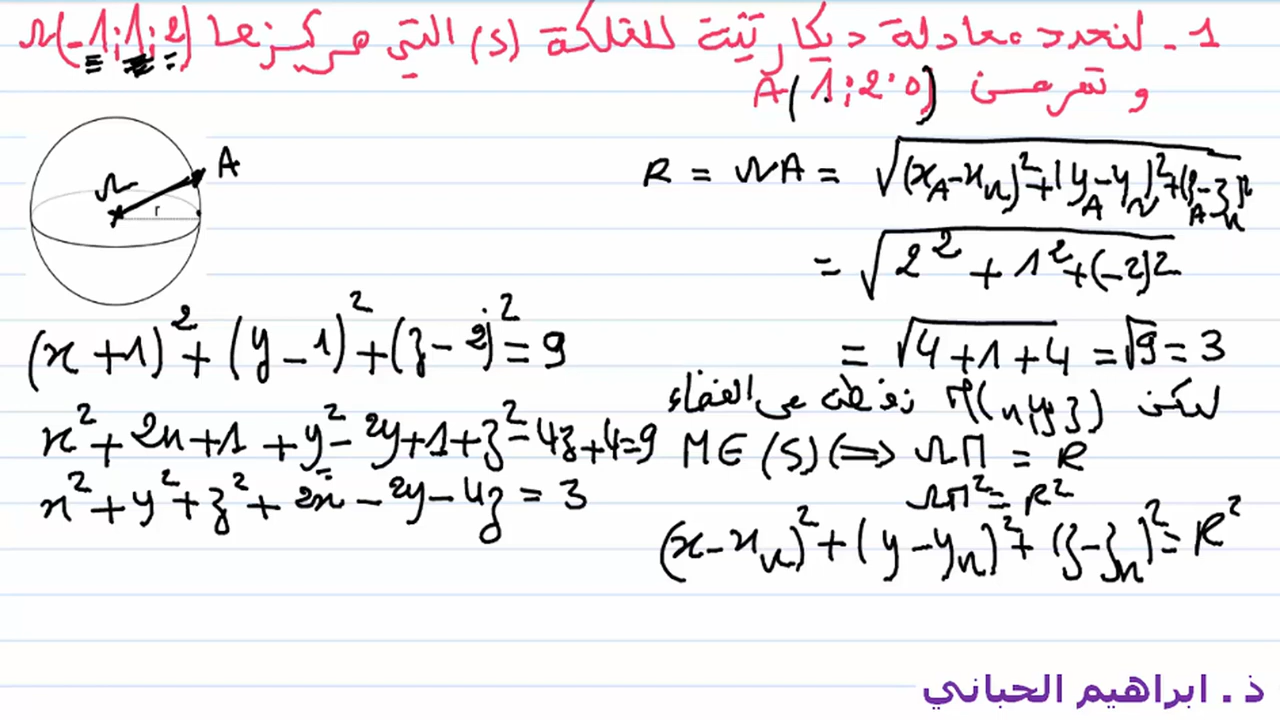 1 - لنحدد معادلة ديكارتية للفلكة (S) التي مركزها Ω(-1;1;2)
و تمر من A(1;2;0)
A
Ω
r
R = ΩA = √((x_A-x_Ω)²+(y_A-y_Ω)²+(z_A-z_Ω)²)
= √(2²+1²+(-2)²)
= √(4+1+4) = √9 = 3
لتكن M(x,y,z) نقطة من الفضاء
M∈(S) ⇔ ΩM = R
ΩM² = R²
(x-x_Ω)²+(y-y_Ω)²+(z-z_Ω)² = R²
(x+1)²+(y-1)²+(z-2)² = 9
x²+2x+1+y²-2y+1+z²-4z+4=9
x²+y²+z²+2x-2y-4z = 3
ذ . ابراهيم الحباني